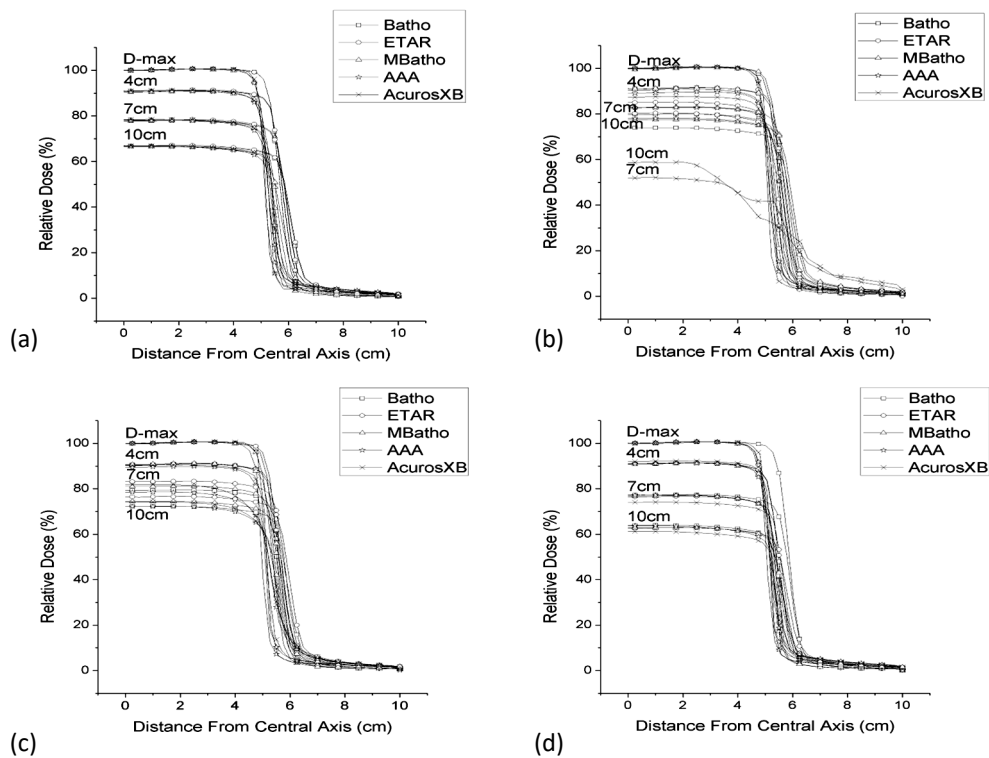 Batho
ETAR
MBatho
AAA
AcurosXB
D-max
4cm
7cm
10cm
100
80
60
40
20
0
Relative Dose (%)
0 2 4 6 8 10
Distance From Central Axis (cm)
(a)
Batho
ETAR
MBatho
AAA
AcurosXB
D-max
4cm
7cm
10cm
10cm
7cm
100
80
60
40
20
0
Relative Dose (%)
0 2 4 6 8 10
Distance From Central Axis (cm)
(b)
Batho
ETAR
MBatho
AAA
AcurosXB
D-max
4cm
7cm
10cm
100
80
60
40
20
0
Relative Dose (%)
0 2 4 6 8 10
Distance From Central Axis (cm)
(c)
Batho
ETAR
MBatho
AAA
AcurosXB
D-max
4cm
7cm
10cm
100
80
60
40
20
0
Relative Dose (%)
0 2 4 6 8 10
Distance From Central Axis (cm)
(d)